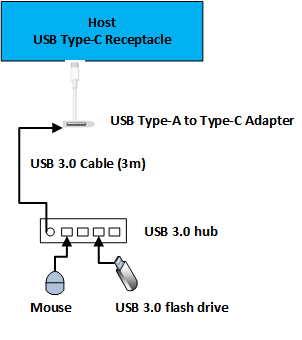 Host
USB Type-C Receptacle
USB Type-A to Type-C Adapter
USB 3.0 Cable (3m)
USB 3.0 hub
Mouse
USB 3.0 flash drive